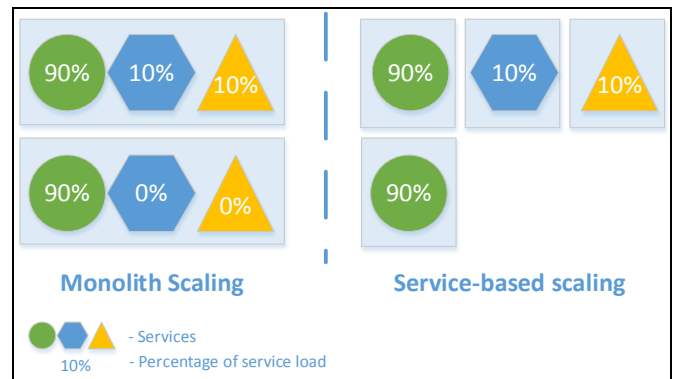 90% 10% 10% 90% 10% 10%
90% 0% 0% 90%
Monolith Scaling Service-based scaling
- Services
10% - Percentage of service load